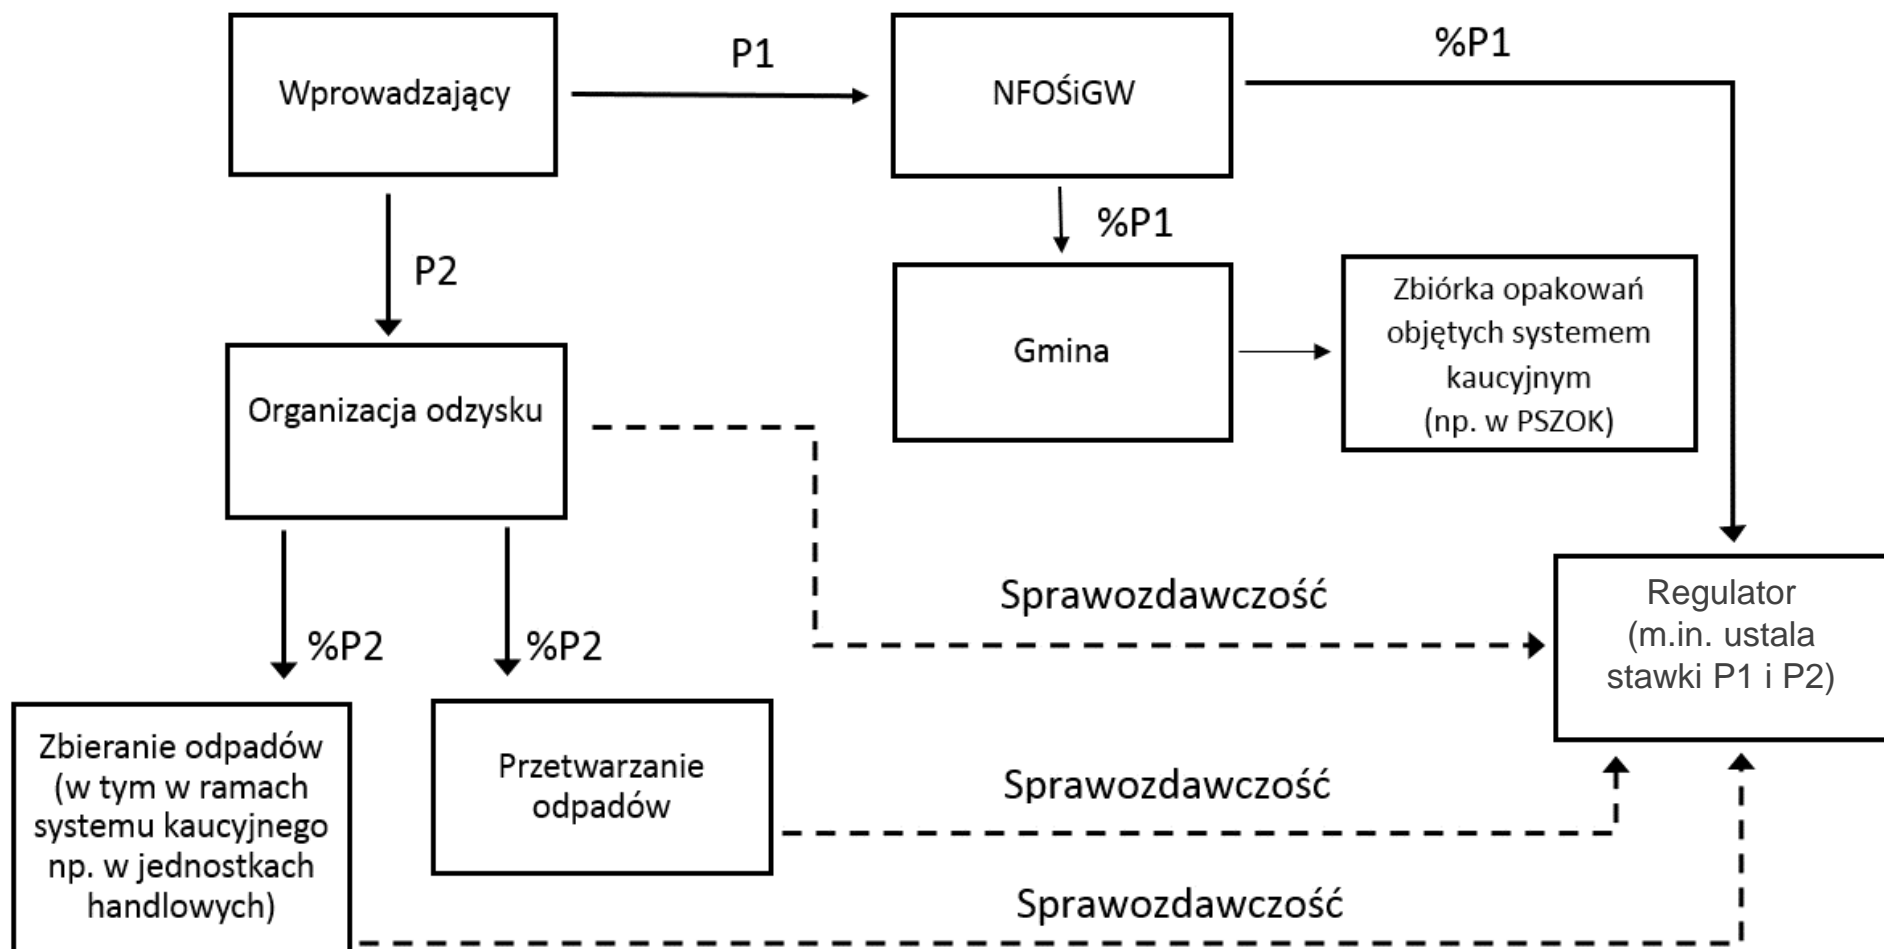 Wprowadzający
P1
NFOŚiGW
%P1
%P1
P2
Gmina
Zbiórka opakowań
objętych systemem
kaucyjnym
(np. w PSZOK)
Organizacja odzysku
Sprawozdawczość
Regulator
(m.in. ustala
stawki P1 i P2)
%P2
%P2
Zbieranie odpadów
(w tym w ramach
systemu kaucyjnego
np. w jednostkach
handlowych)
Przetwarzanie
odpadów
Sprawozdawczość
Sprawozdawczość